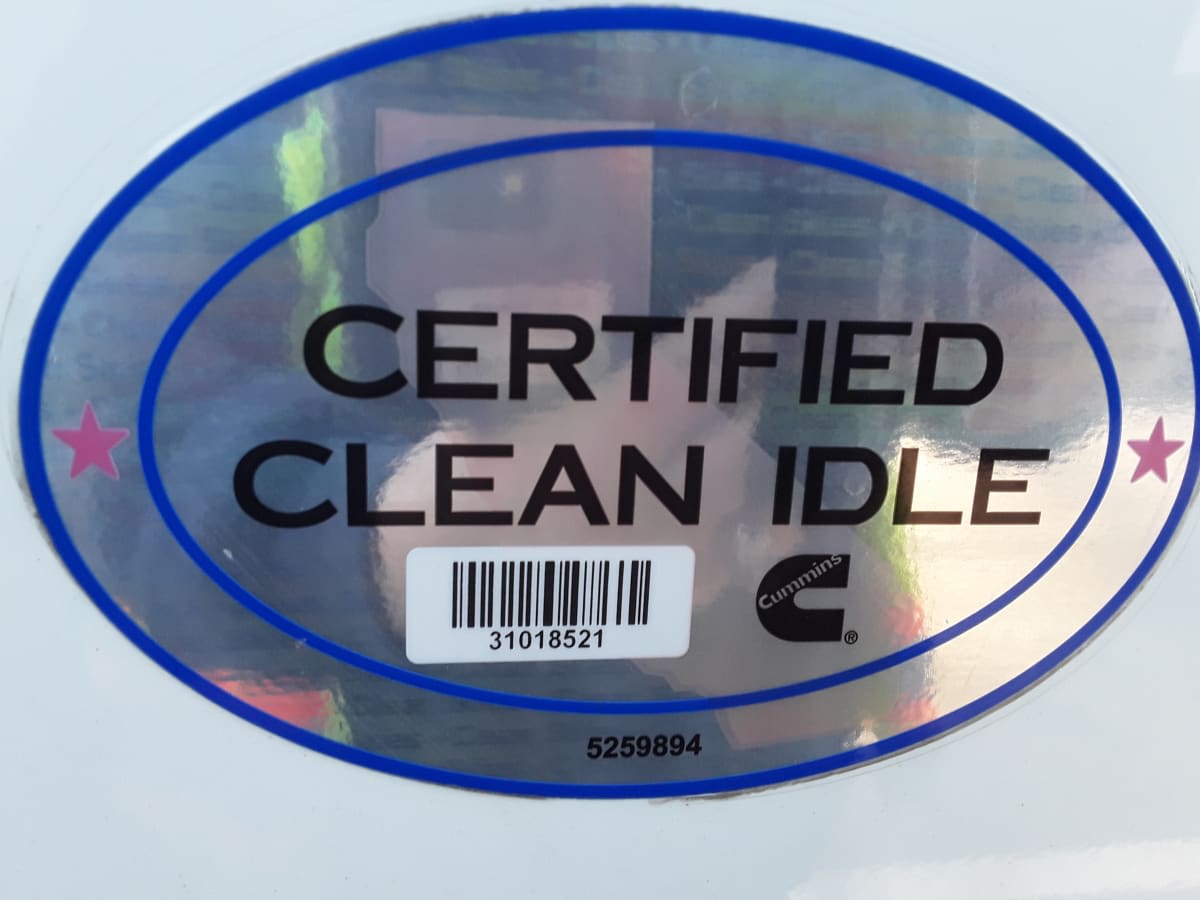 CERTIFIED
CLEAN IDLE
31018521
Cummins
®
5259894